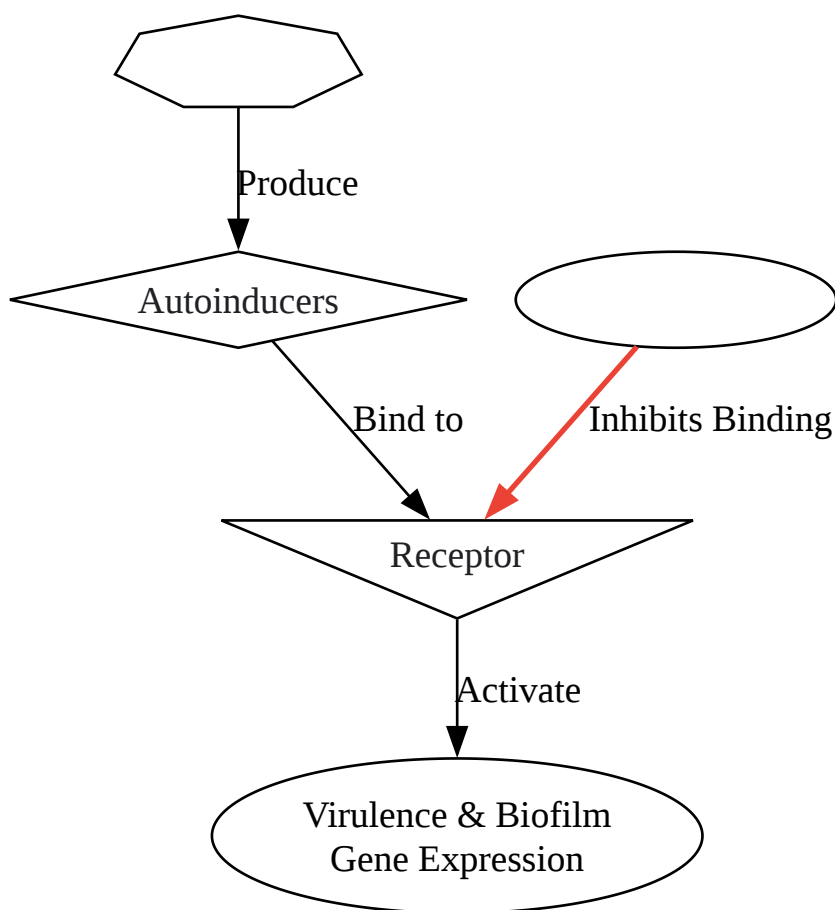 Produce
Autoinducers
Bind to
Inhibits Binding
Receptor
Activate
Virulence & Biofilm
Gene Expression